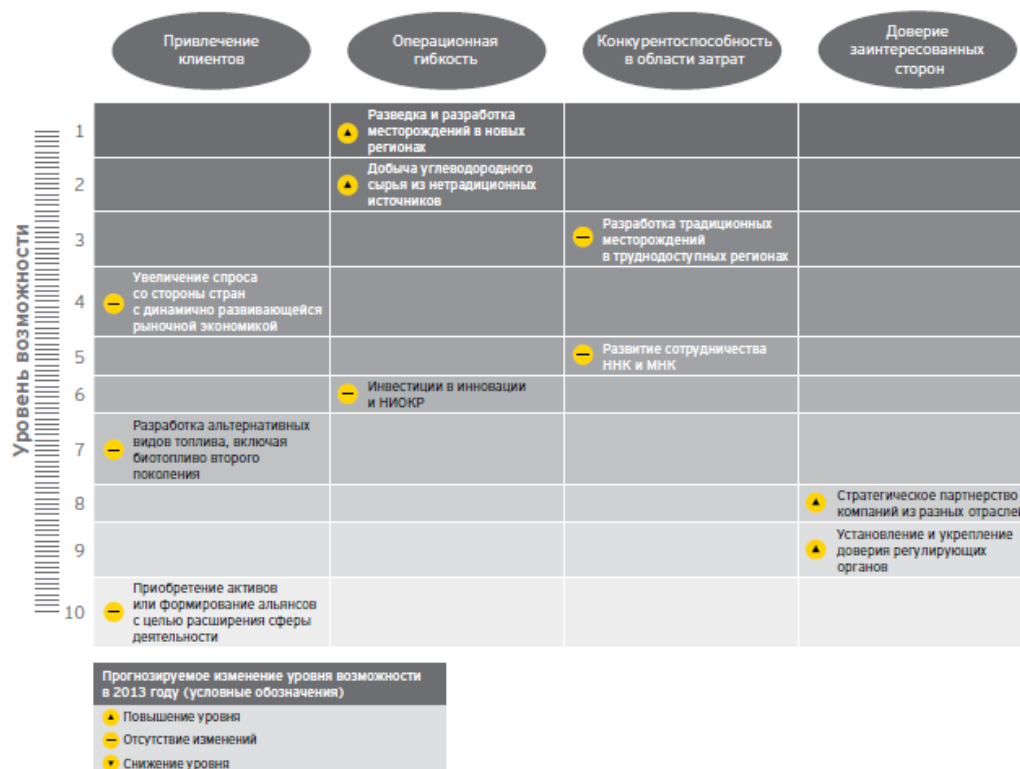 Привлечение
клиентов
Операционная
гибкость
Конкурентоспособность
в области затрат
Доверие
заинтересованных
сторон
Уровень возможности
1
Разведка и разработка
месторождений в новых
регионах
2
Добыча углеводородного
сырья из нетрадиционных
источников
3
Разработка традиционных
месторождений
в труднодоступных регионах
4
Увеличение спроса
со стороны стран
с динамично развивающейся
рыночной экономикой
5
Развитие сотрудничества
ННК и МНК
6
Инвестиции в инновации
и НИОКР
7
Разработка альтернативных
видов топлива, включая
биотопливо второго
поколения
8
Стратегическое партнерство
компаний из разных отраслей
9
Установление и укрепление
доверия регулирующих
органов
10
Приобретение активов
или формирование альянсов
с целью расширения сферы
деятельности
Прогнозируемое изменение уровня возможности
в 2013 году (условные обозначения)
Повышение уровня
Отсутствие изменений
Снижение уровня